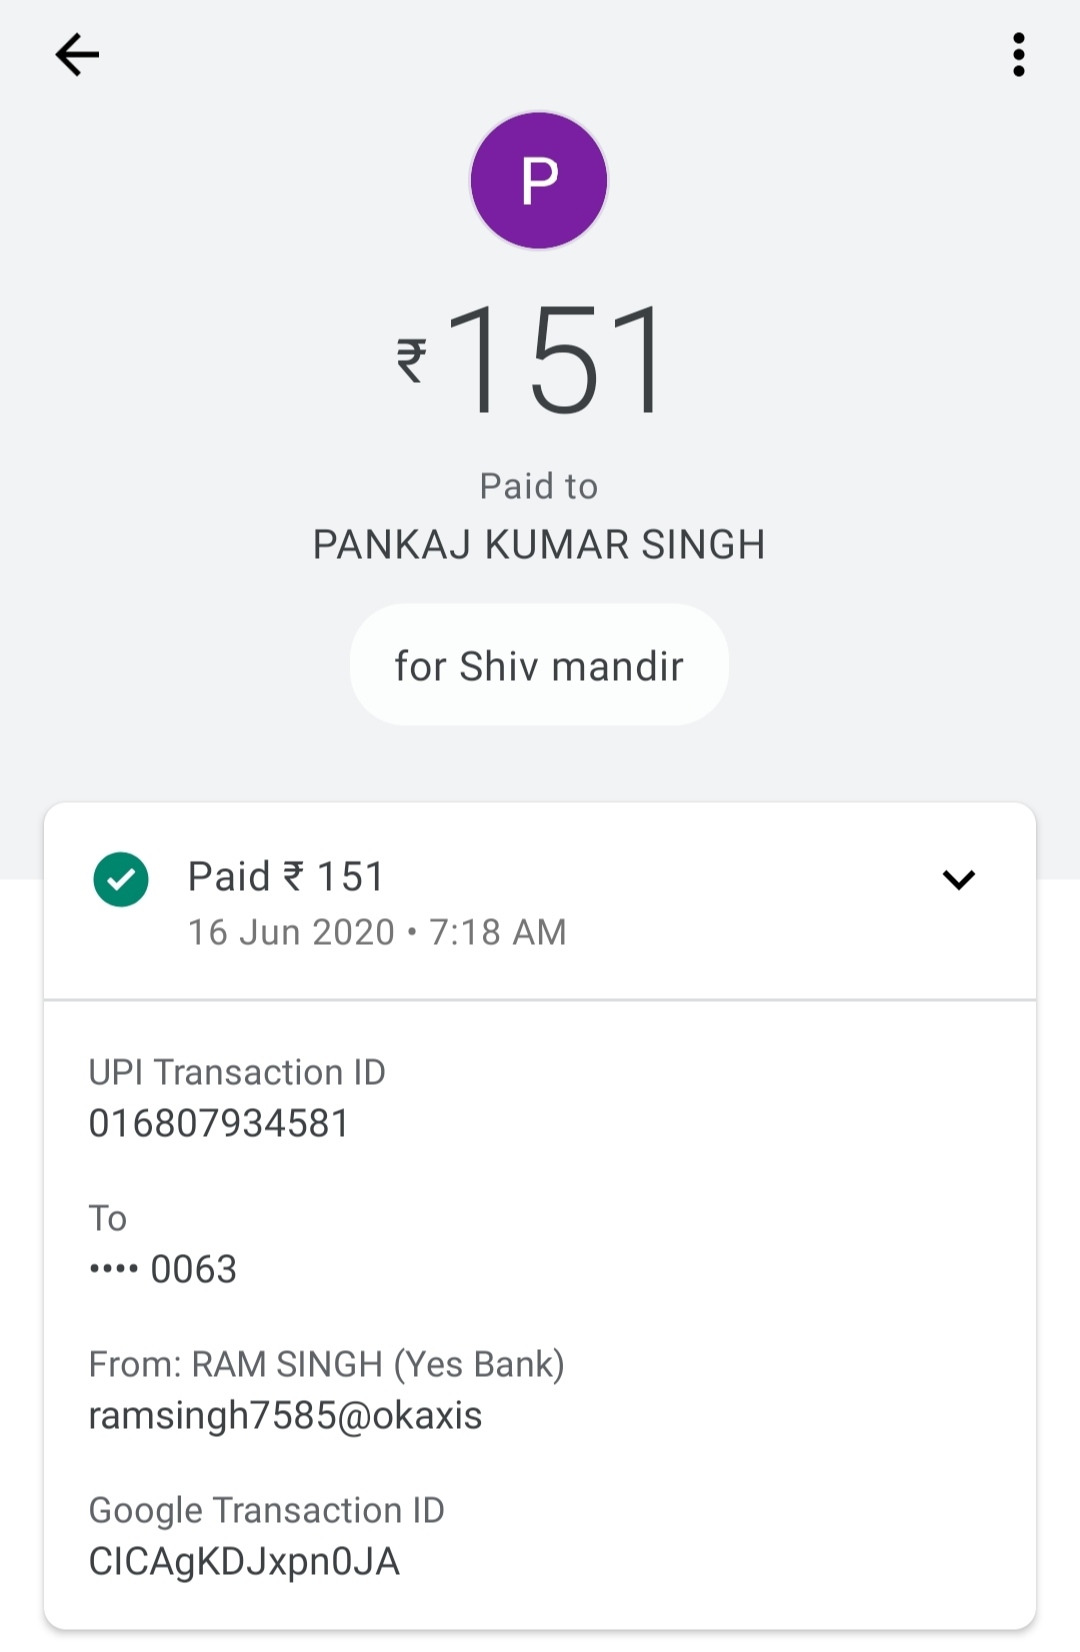 P
₹151
Paid to
PANKAJ KUMAR SINGH
for Shiv mandir
Paid ₹ 151
16 Jun 2020 • 7:18 AM
UPI Transaction ID
016807934581
To
•••• 0063
From: RAM SINGH (Yes Bank)
ramsingh7585@okaxis
Google Transaction ID
CICAgKDJxpn0JA